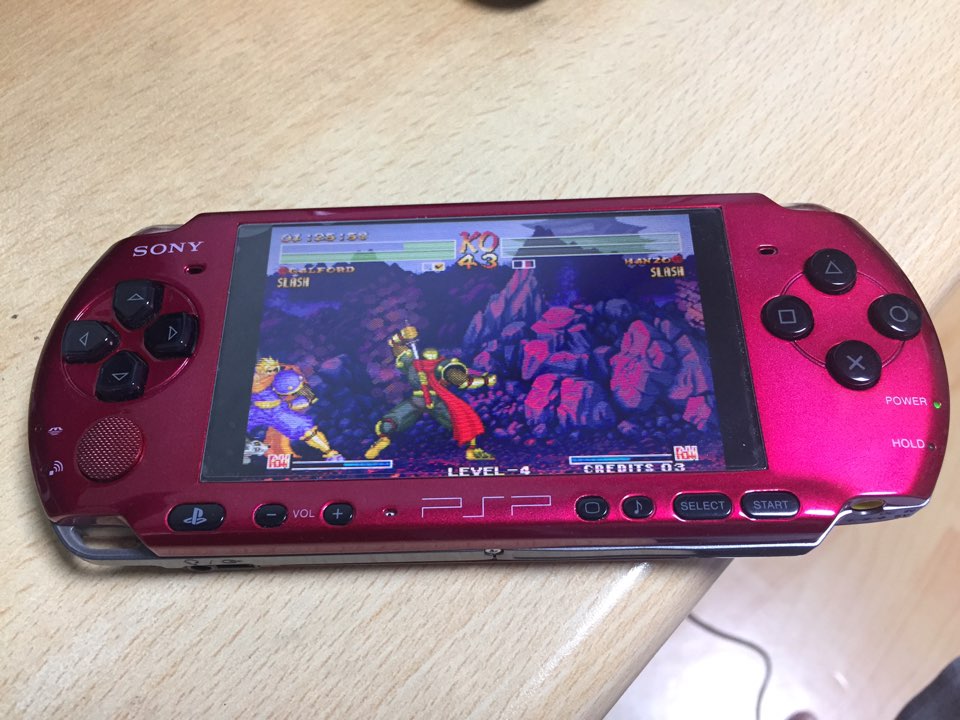 SONY
KO
43
GALFORD
HANZO
SLASH
SLASH
LEVEL-4
CREDITS 03
POWER
HOLD
VOL
PSP
SELECT
START